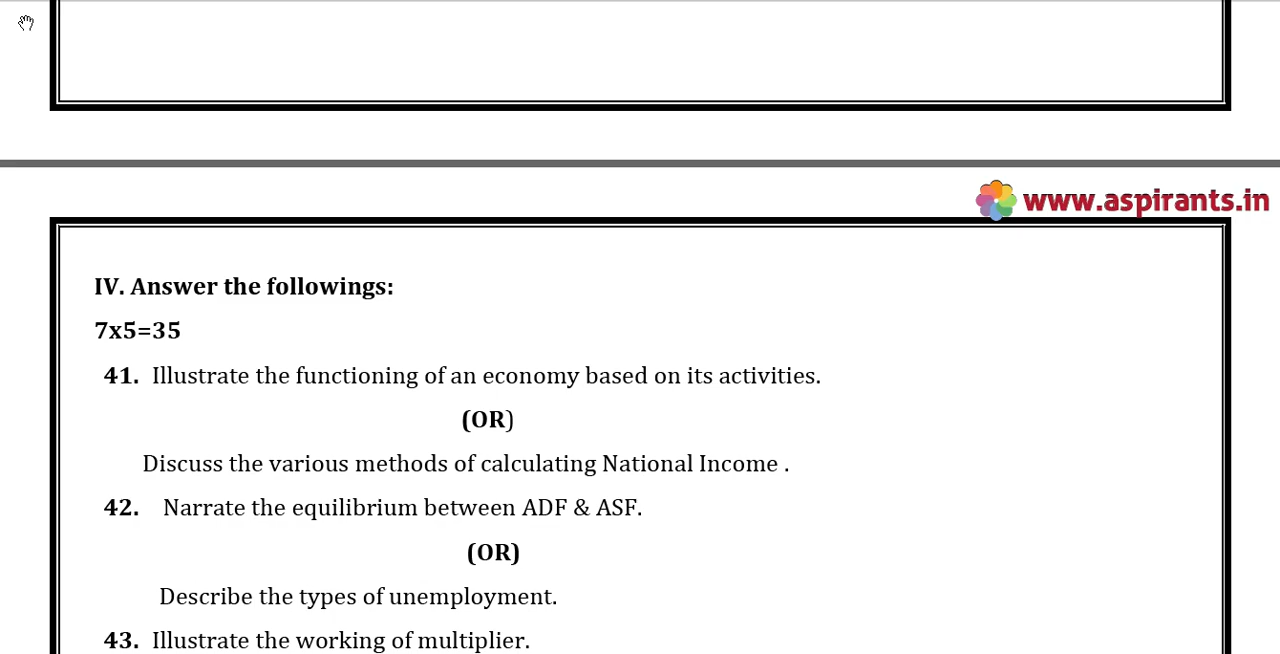 www.aspirants.in
IV. Answer the followings:
7x5=35
41. Illustrate the functioning of an economy based on its activities.
(OR)
Discuss the various methods of calculating National Income .
42. Narrate the equilibrium between ADF & ASF.
(OR)
Describe the types of unemployment.
43. Illustrate the working of multiplier.